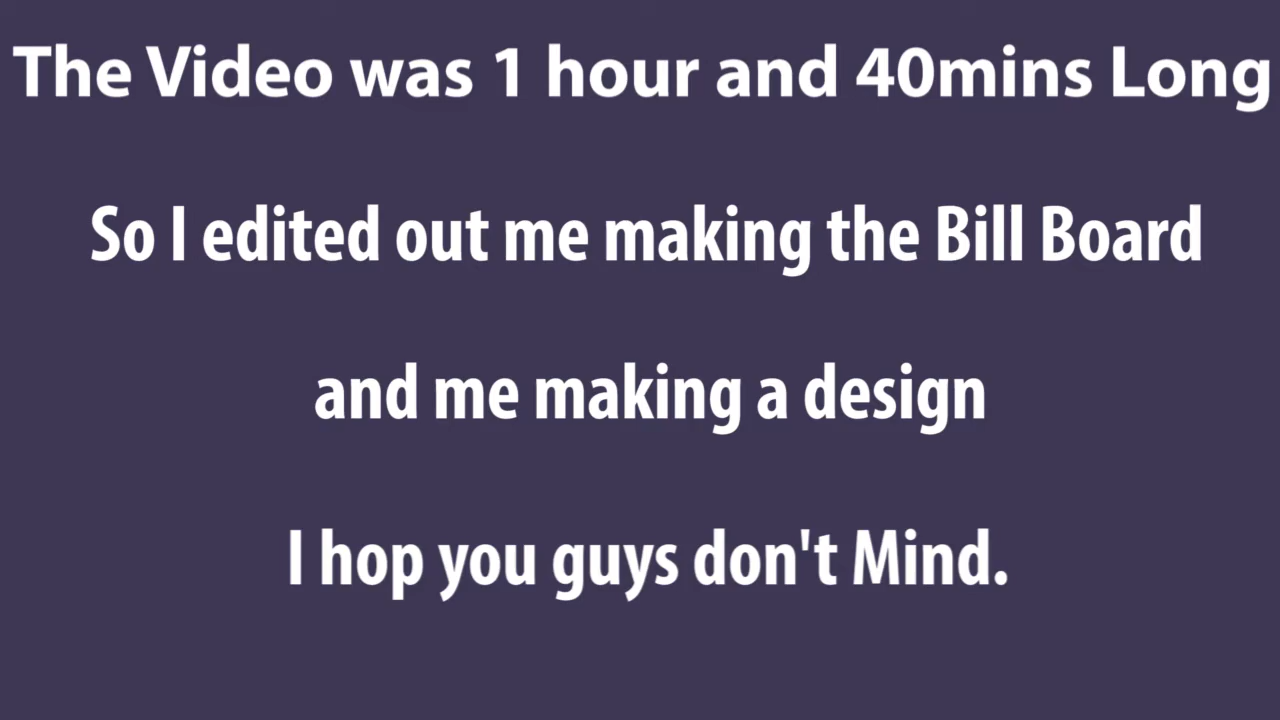 The Video was 1 hour and 40mins Long
So I edited out me making the Bill Board
and me making a design
I hop you guys don't Mind.